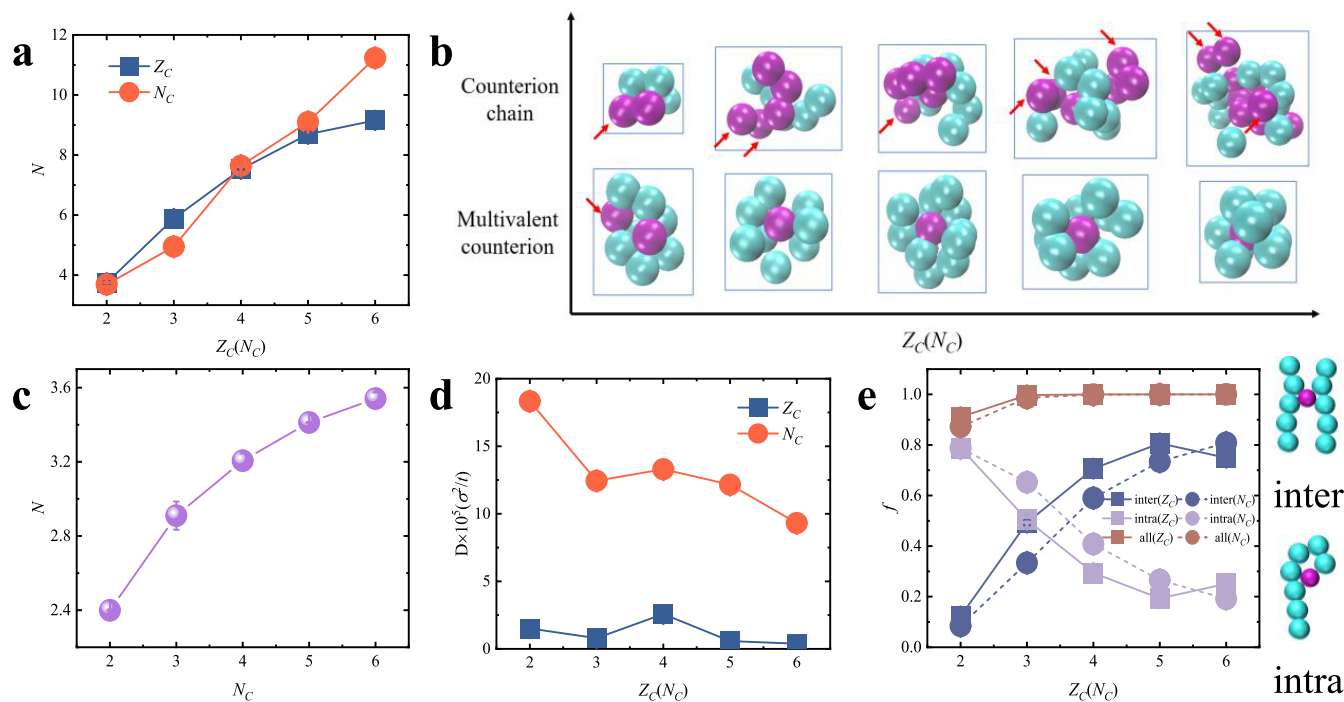 a
12
10
8
6
4
N
Z_C
N_C
2 3 4 5 6
Z_C(N_C)
b
Counterion
chain
Multivalent
counterion
Z_C(N_C)
c
3.6
3.2
2.8
2.4
N
2 3 4 5 6
N_C
d
20
15
10
5
0
D×10^5(σ^2/t)
Z_C
N_C
2 3 4 5 6
Z_C(N_C)
e
1.0
0.8
0.6
0.4
0.2
0.0
f
inter(Z_C) inter(N_C)
intra(Z_C) intra(N_C)
all(Z_C) all(N_C)
2 3 4 5 6
Z_C(N_C)
inter
intra